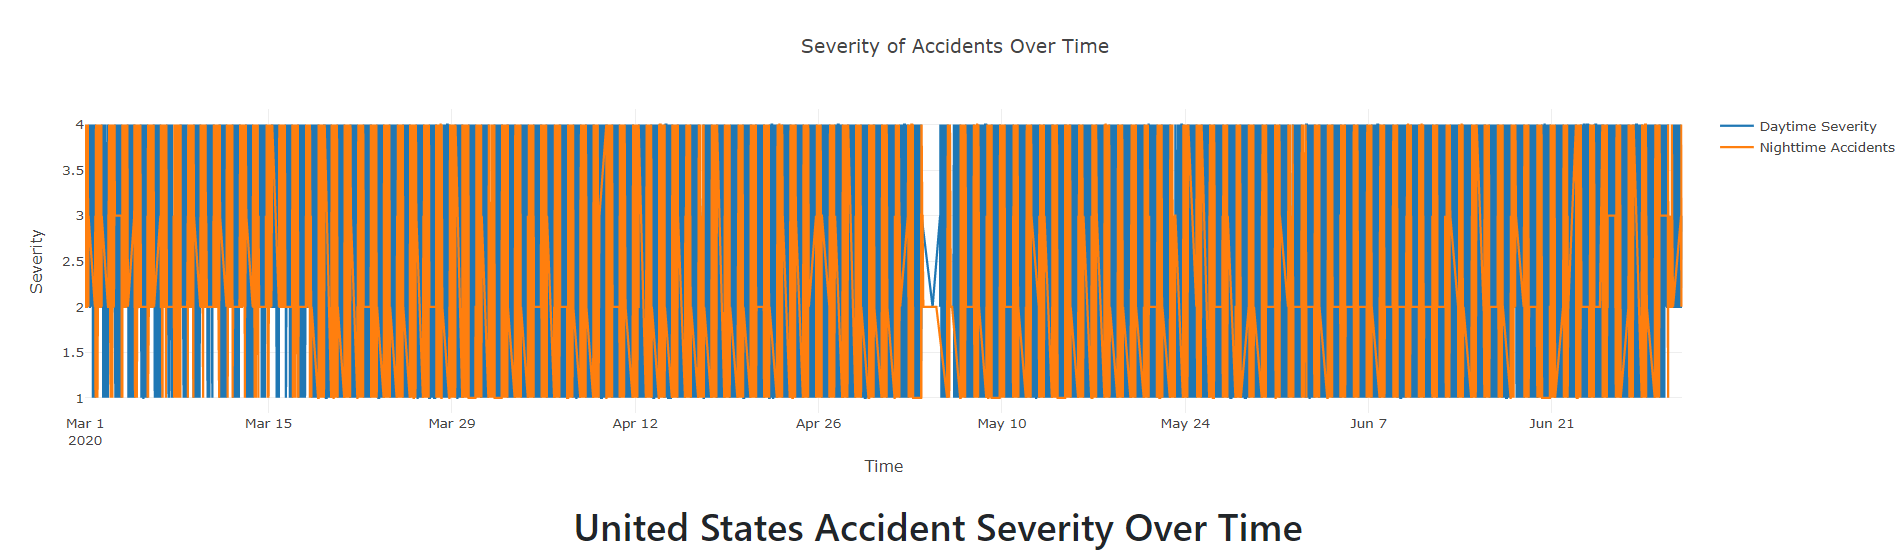 Severity of Accidents Over Time
Daytime Severity
Nighttime Accidents
Severity
4
3.5
3
2.5
2
1.5
1
Mar 1
2020
Mar 15
Mar 29
Apr 12
Apr 26
May 10
May 24
Jun 7
Jun 21
Time
United States Accident Severity Over Time